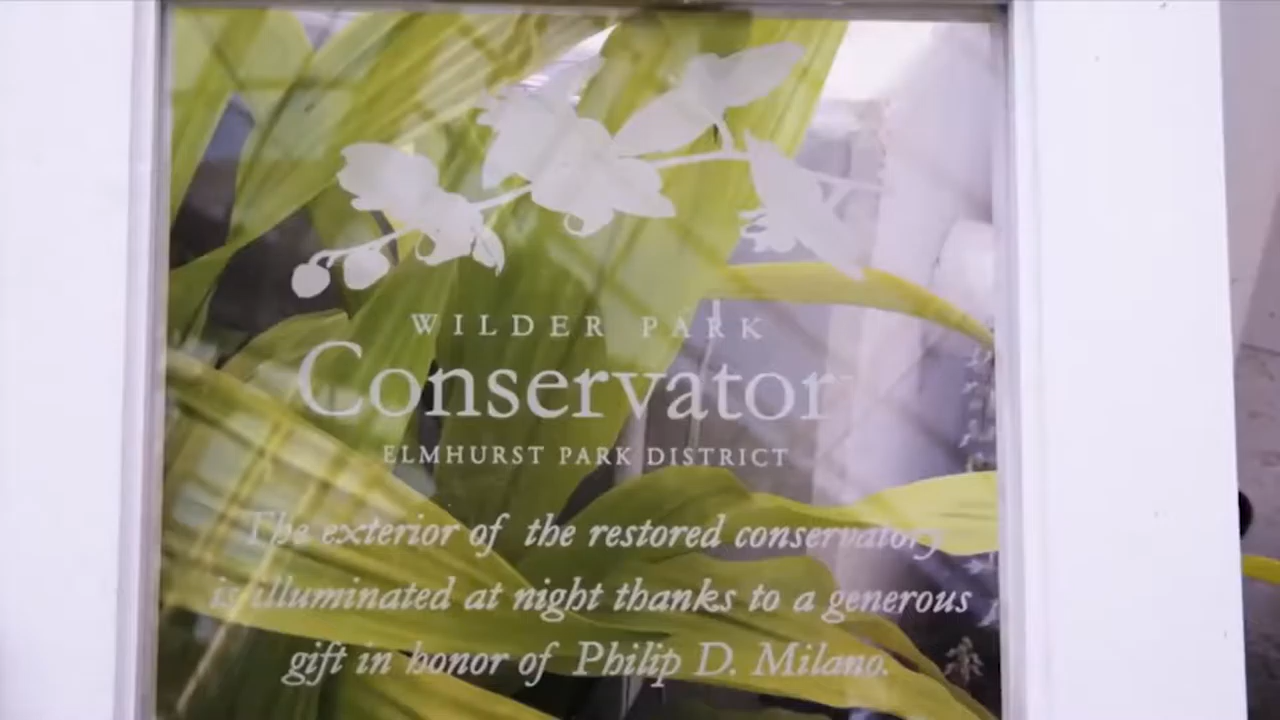 WILDER PARK
Conservatory
ELMHURST PARK DISTRICT
The exterior of the restored conservatory
is illuminated at night thanks to a generous
gift in honor of Philip D. Milano.